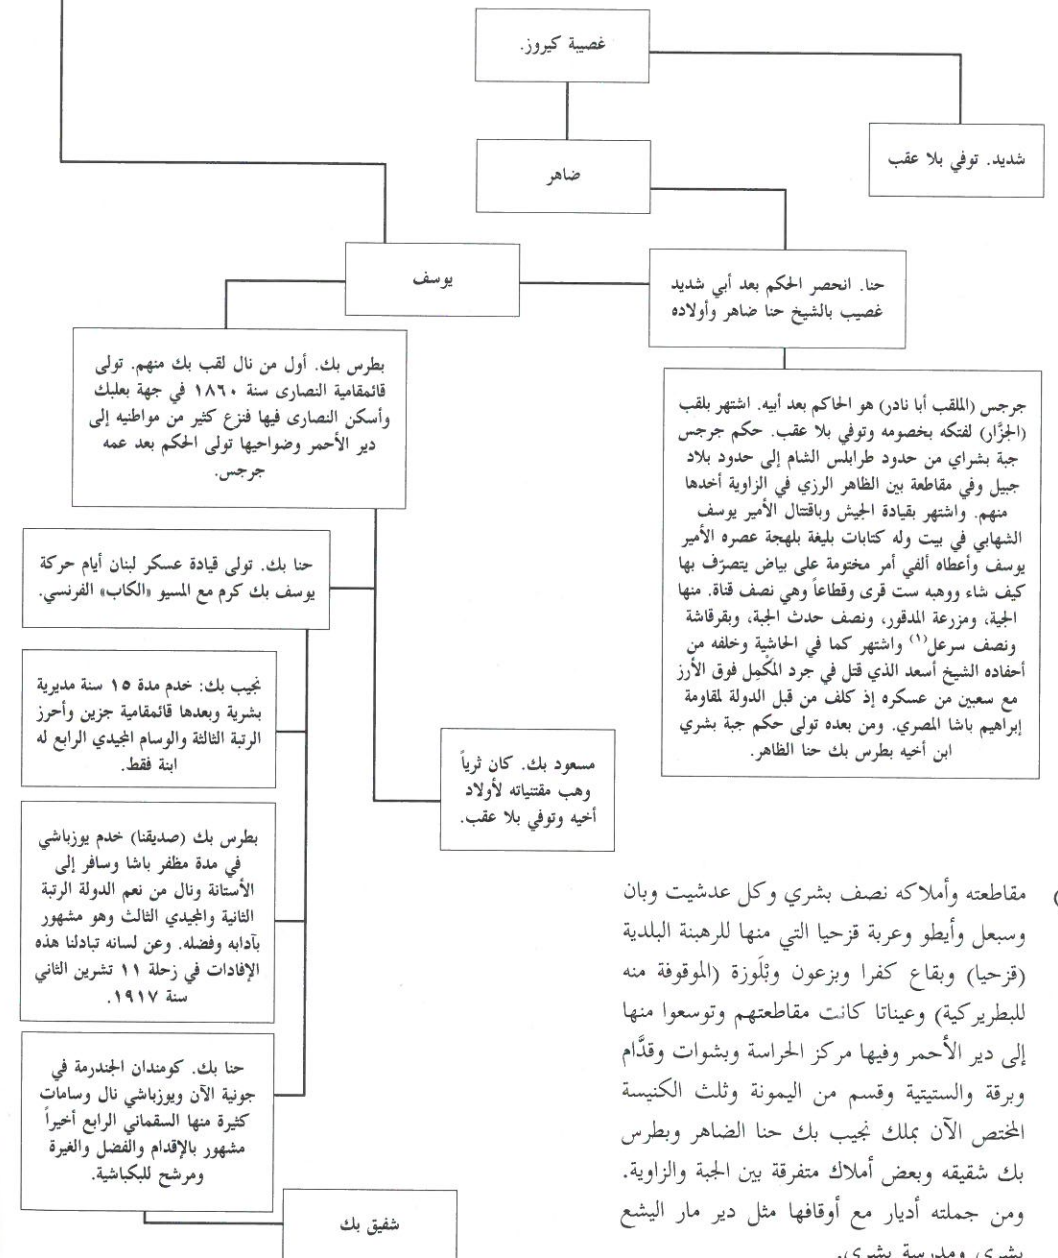 غصيبة كيروز.
شديد. توفي بلا عقب
ضاهر
حنا. انحصر الحكم بعد أبي شديد
غصيب بالشيخ حنا ضاهر وأولاده
يوسف
جرجس (الملقب أبا نادر) هو الحاكم بعد أبيه. اشتهر بلقب
(الجزَّار) لفتكه بخصومه وتوفي بلا عقب. حكم جرجس
جبة بشراي من حدود طرابلس الشام إلى حدود بلاد
جبيل وفي مقاطعة بين الظاهر الرزي في الزاوية أخدها
منهم. واشتهر بقيادة الجيش وباقتتال الأمير يوسف
الشهابي في بيت وله كتابات بليغة بلهجة عصره الأمير
يوسف وأعطاه ألفي أمر مختومة على بياض يتصرّف بها
كيف شاء ووهبه ست قرى وقطاعاً وهي نصف قناة. منها
الجية، ومزرعة المدقور، ونصف حدث الجبة، وبقرقاشة
ونصف سرعل(١) واشتهر كما في الحاشية وخلفه من
أحفاده الشيخ أسعد الذي قتل في جرد المكْمِل فوق الأرز
مع سعبين من عسكره إذ كلف من قبل الدولة لمقاومة
إبراهيم باشا المصري. ومن بعده تولى حكم جبة بشري
ابن أخيه بطرس بك حنا الظاهر.
بطرس بك. أول من نال لقب بك منهم. تولى
قائمقامية النصارى سنة ١٨٦٠ في جهة بعلبك
وأسكن النصارى فيها فنزع كثير من مواطنيه إلى
دير الأحمر وضواحيها تولى الحكم بعد عمه
جرجس.
حنا بك. تولى قيادة عسكر لبنان أيام حركة
يوسف بك كرم مع المسيو «الكاب» الفرنسي.
نجيب بك: خدم مدة ١٥ سنة مديرية
بشرية وبعدها قائمقامية جزين وأحرز
الرتبة الثالثة والوسام المجيدي الرابع له
ابنة فقط.
مسعود بك. كان ثرياً
وهب مقتنياته لأولاد
أخيه وتوفي بلا عقب.
بطرس بك (صديقنا) خدم يوزباشي
في مدة مظفر باشا وسافر إلى
الأستانة ونال من نعم الدولة الرتبة
الثانية والمجيدي الثالث وهو مشهور
بآدابه وفضله. وعن لسانه تبادلنا هذه
الإفادات في زحلة ١١ تشرين الثاني
سنة ١٩١٧.
حنا بك. كومندان الجندرمة في
جونية الآن ويوزباشي نال وسامات
كثيرة منها السقماني الرابع أخيراً
مشهور بالإقدام والفضل والغيرة
ومرشح للبكباشية.
شفيق بك
مقاطعته وأملاكه نصف بشري وكل عدشيت وبان
وسبعل وأيطو وعربة قزحيا التي منها للرهبنة البلدية
(قزحيا) وبقاع كفرا وبزعون وبْلَوزة (الموقوفة منه
للبطريركية) وعيناتا كانت مقاطعتهم وتوسعوا منها
إلى دير الأحمر وفيها مركز الحراسة وبشوات وقدَّام
وبرقة والستيتية وقسم من اليمونة وثلث الكنيسة
المختص الآن بملك نجيب بك حنا الضاهر وبطرس
بك شقيقه وبعض أملاك متفرقة بين الجبة والزاوية.
ومن جملته أديار مع أوقافها مثل دير مار اليشع
بشري ومدرسة بشري.